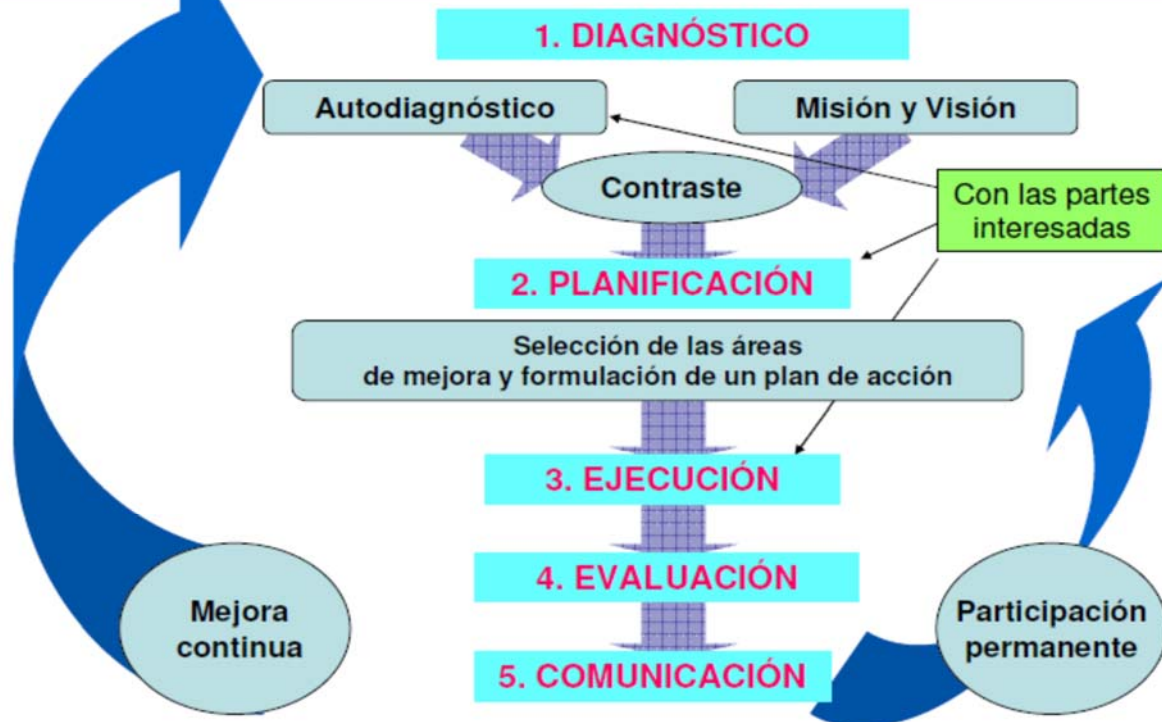 1. DIAGNÓSTICO
Autodiagnóstico
Misión y Visión
Contraste
Con las partes
interesadas
2. PLANIFICACIÓN
Selección de las áreas
de mejora y formulación de un plan de acción
3. EJECUCIÓN
4. EVALUACIÓN
Mejora
continua
Participación
permanente
5. COMUNICACIÓN